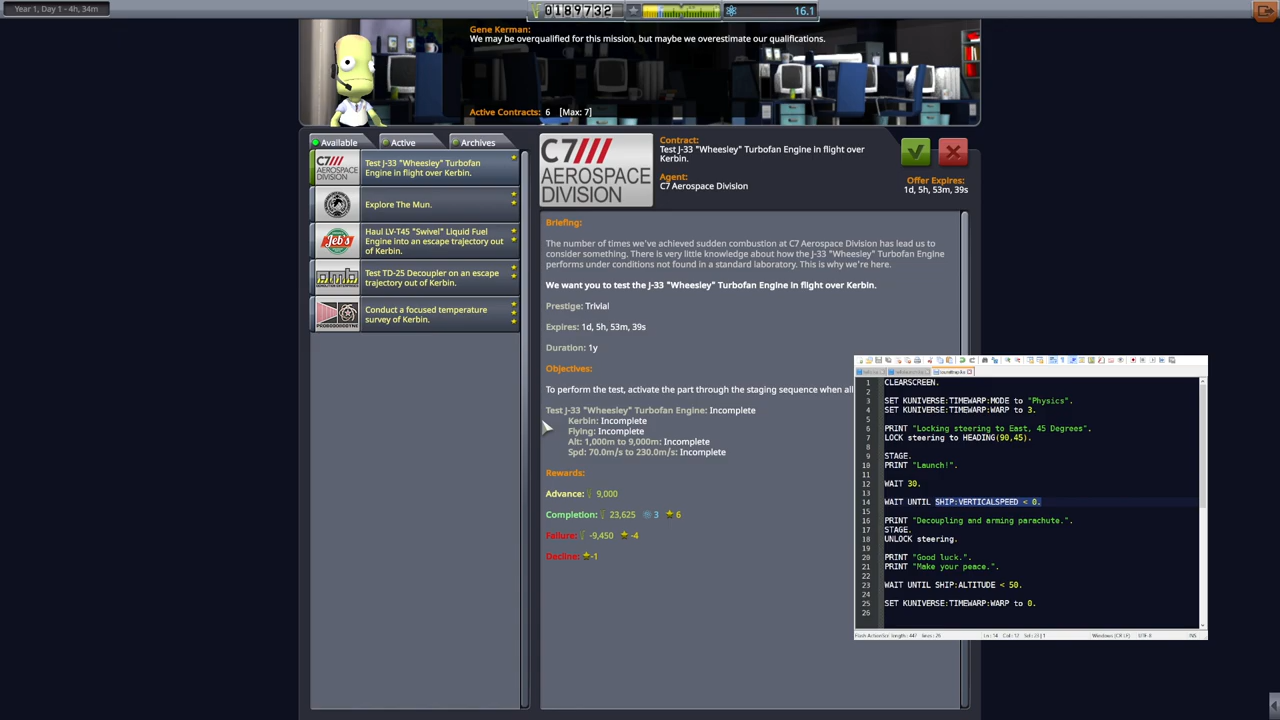 Year 1, Day 1 - 4h, 34m
0189732
16.1
Gene Kerman:
We may be overqualified for this mission, but maybe we overestimate our qualifications.
Active Contracts: 6 [Max: 7]
Available
Active
Archives
C7
AEROSPACE
DIVISION
Test J-33 "Wheesley" Turbofan
Engine in flight over Kerbin.
Explore The Mun.
Jeb's
Haul LV-T45 "Swivel" Liquid Fuel
Engine into an escape trajectory out
of Kerbin.
Test TD-25 Decoupler on an escape
trajectory out of Kerbin.
Conduct a focused temperature
survey of Kerbin.
C7
AEROSPACE
DIVISION
Contract:
Test J-33 "Wheesley" Turbofan Engine in flight over
Kerbin.
Agent:
C7 Aerospace Division
Offer Expires:
1d, 5h, 53m, 39s
Briefing:
The number of times we've achieved sudden combustion at C7 Aerospace Division has lead us to
consider something. There is very little knowledge about how the J-33 "Wheesley" Turbofan Engine
performs under conditions not found in a standard laboratory. This is why we're here.
We want you to test the J-33 "Wheesley" Turbofan Engine in flight over Kerbin.
Prestige: Trivial
Expires: 1d, 5h, 53m, 39s
Duration: 1y
Objectives:
To perform the test, activate the part through the staging sequence when all
Test J-33 "Wheesley" Turbofan Engine: Incomplete
Kerbin: Incomplete
Flying: Incomplete
Alt: 1,000m to 9,000m: Incomplete
Spd: 70.0m/s to 230.0m/s: Incomplete
Rewards:
Advance: 9,000
Completion: 23,625 3 6
Failure: -9,450 -4
Decline: -1
1 CLEARSCREEN.
2
3 SET KUNIVERSE:TIMEWARP:MODE to "Physics".
4 SET KUNIVERSE:TIMEWARP:WARP to 3.
5
6 PRINT "Locking steering to East, 45 Degrees".
7 LOCK steering to HEADING(90,45).
8
9 STAGE.
10 PRINT "Launch!".
11
12 WAIT 30.
13
14 WAIT UNTIL SHIP:VERTICALSPEED < 0.
15
16 PRINT "Decoupling and arming parachute.".
17 STAGE.
18 UNLOCK steering.
19
20 PRINT "Good luck.".
21 PRINT "Make your peace.".
22
23 WAIT UNTIL SHIP:ALTITUDE < 50.
24
25 SET KUNIVERSE:TIMEWARP:WARP to 0.
26